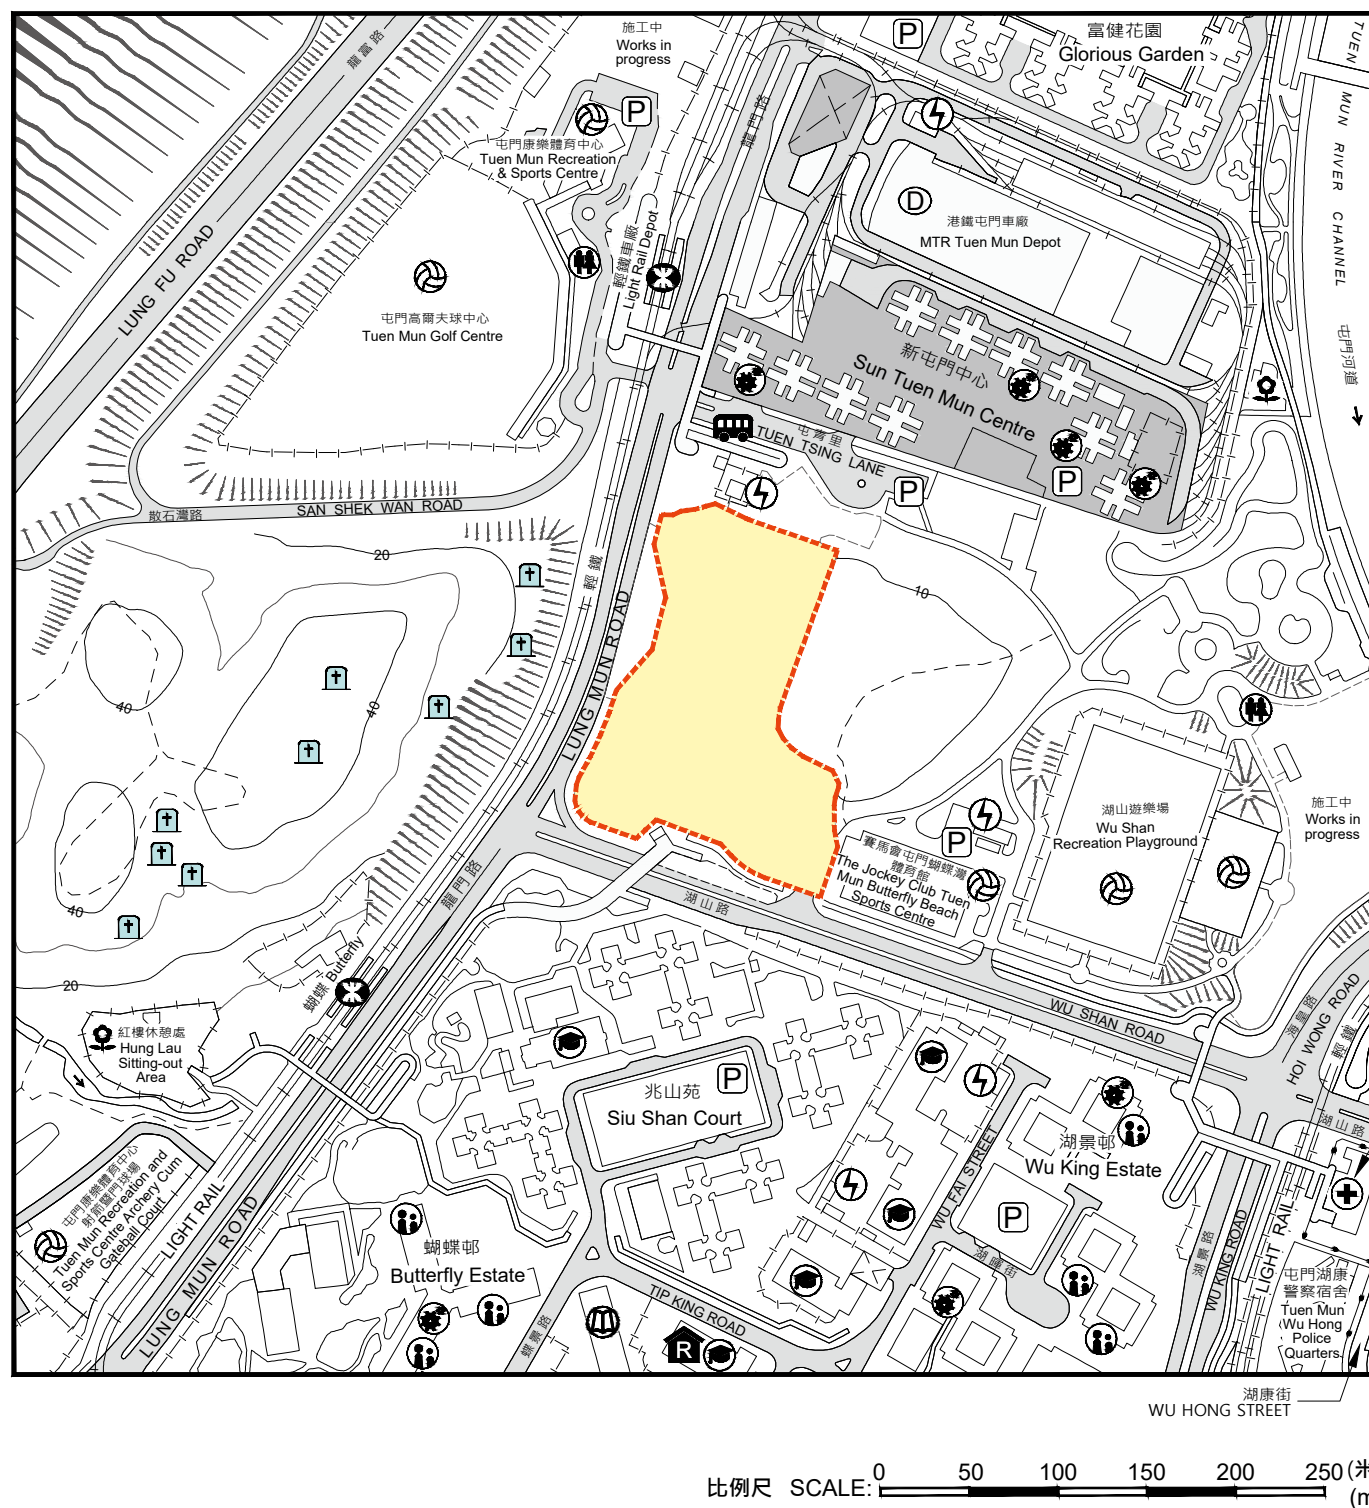 龍富路
施工中
Works in
progress
富健花園
Glorious Garden
TUEN MUN RIVER CHANNEL
屯門河道
P
P
屯門康樂體育中心
Tuen Mun Recreation
& Sports Centre
龍門路
D
港鐵屯門車廠
MTR Tuen Mun Depot
LUNG FU ROAD
輕鐵車廠
Light Rail Depot
屯門高爾夫球中心
Tuen Mun Golf Centre
新屯門中心
Sun Tuen Mun Centre
屯菁里
TUEN TSING LANE
P
P
散石灣路
SAN SHEK WAN ROAD
20
輕鐵
10
LUNG MUN ROAD
40
40
40
20
施工中
Works in
progress
湖山遊樂場
Wu Shan
Recreation Playground
P
賽馬會屯門蝴蝶灣
體育館
The Jockey Club Tuen
Mun Butterfly Beach
Sports Centre
龍門路
湖山路
蝴蝶 Butterfly
WU SHAN ROAD
海皇路
HOI WONG ROAD
輕鐵
紅樓休憩處
Hung Lau
Sitting-out
Area
兆山苑
Siu Shan Court
P
湖山路
湖景邨
Wu King Estate
P
WU FAI STREET
湖康街
屯門康樂體育中心
射箭暨門球場
Tuen Mun Recreation and
Sports Centre Archery Cum
Gateball Court
LIGHT RAIL
LUNG MUN ROAD
蝴蝶邨
Butterfly Estate
蝶景路
TIP KING ROAD
R
湖景路
WU KING ROAD
LIGHT RAIL
屯門湖康
警察宿舍
Tuen Mun
Wu Hong
Police
Quarters
湖康街
WU HONG STREET
比例尺 SCALE:
0 50 100 150 200 250